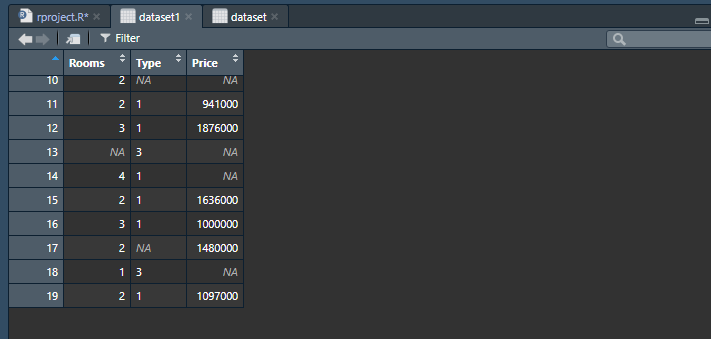 rproject.R* dataset1 dataset
Filter
Rooms Type Price
10 2 NA NA
11 2 1 941000
12 3 1 1876000
13 NA 3 NA
14 4 1 NA
15 2 1 1636000
16 3 1 1000000
17 2 NA 1480000
18 1 3 NA
19 2 1 1097000